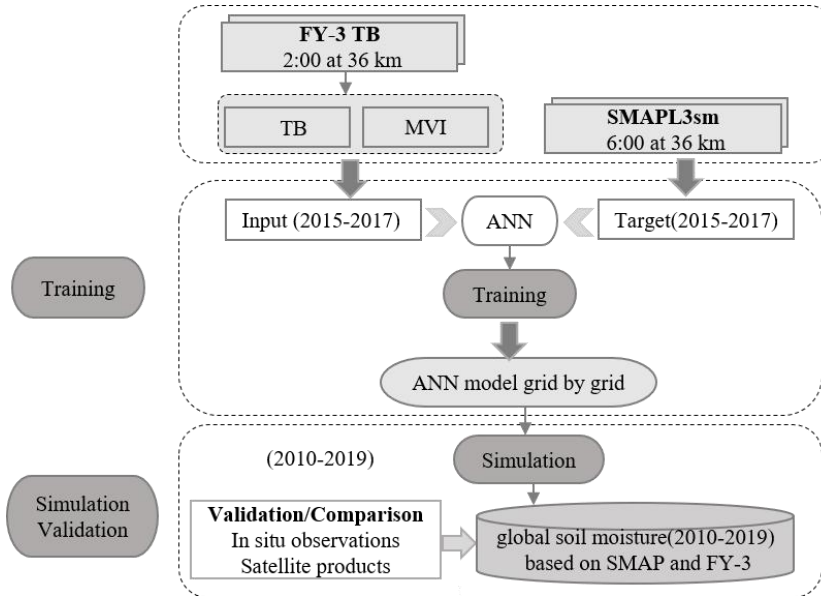 FY-3 TB
2:00 at 36 km
TB
MVI
SMAPL3sm
6:00 at 36 km
Input (2015-2017)
ANN
Target(2015-2017)
Training
Training
ANN model grid by grid
(2010-2019)
Simulation
Simulation
Validation
Validation/Comparison
In situ observations
Satellite products
global soil moisture(2010-2019)
based on SMAP and FY-3